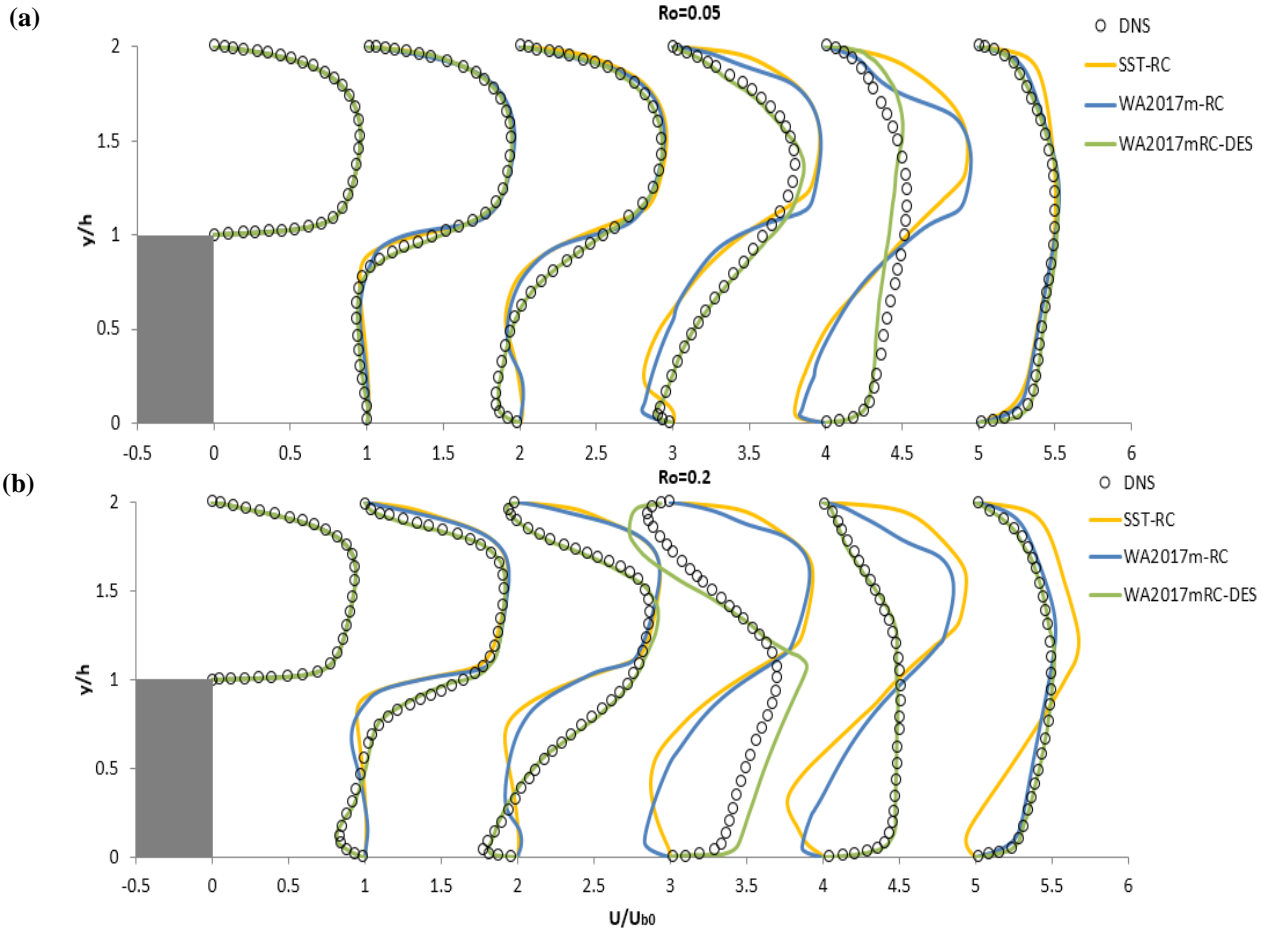 (a)
Ro=0.05
DNS
SST-RC
WA2017m-RC
WA2017mRC-DES
y/h
2
1.5
1
0.5
0
-0.5 0 0.5 1 1.5 2 2.5 3 3.5 4 4.5 5 5.5 6
(b)
Ro=0.2
DNS
SST-RC
WA2017m-RC
WA2017mRC-DES
y/h
2
1.5
1
0.5
0
-0.5 0 0.5 1 1.5 2 2.5 3 3.5 4 4.5 5 5.5 6
U/Ub0